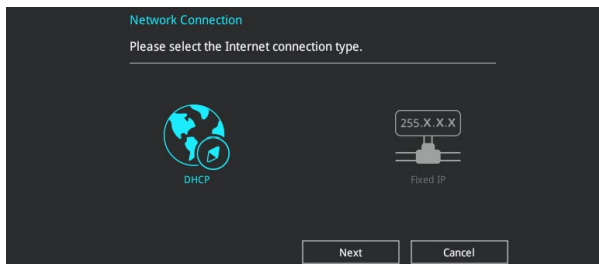 Network Connection
Please select the Internet connection type.
255.X.X.X
DHCP
Fixed IP
Next
Cancel